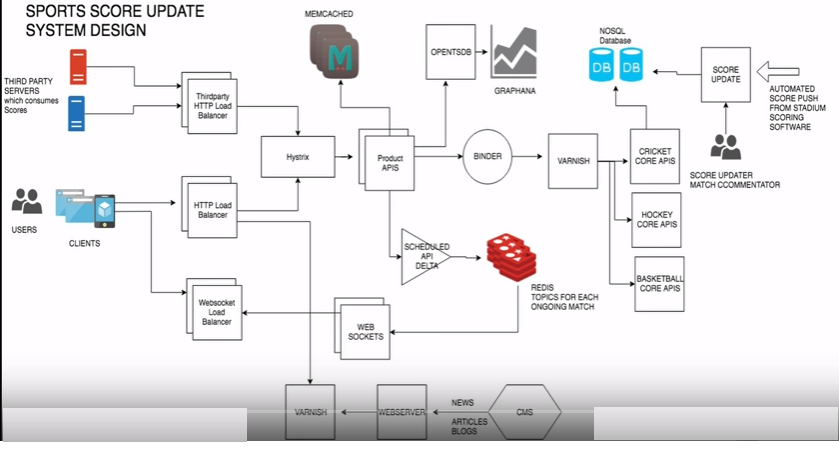 SPORTS SCORE UPDATE
SYSTEM DESIGN
MEMCACHED
M
OPENTSDB
GRAPHANA
NOSQL
Database
DB DB
SCORE
UPDATE
AUTOMATED
SCORE PUSH
FROM STADIUM
SCORING
SOFTWARE
SCORE UPDATER
MATCH CCOMMENTATOR
THIRD PARTY
SERVERS
which consumes
Scores
Thirdparty
HTTP Load
Balancer
Hystrix
Product
APIS
BINDER
VARNISH
CRICKET
CORE APIS
HOCKEY
CORE APIS
BASKETBALL
CORE APIS
USERS
CLIENTS
HTTP Load
Balancer
SCHEDULED
API
DELTA
REDIS
TOPICS FOR EACH
ONGOING MATCH
Websocket
Load
Balancer
WEB
SOCKETS
VARNISH
WEBSERVER
NEWS
ARTICLES
BLOGS
CMS